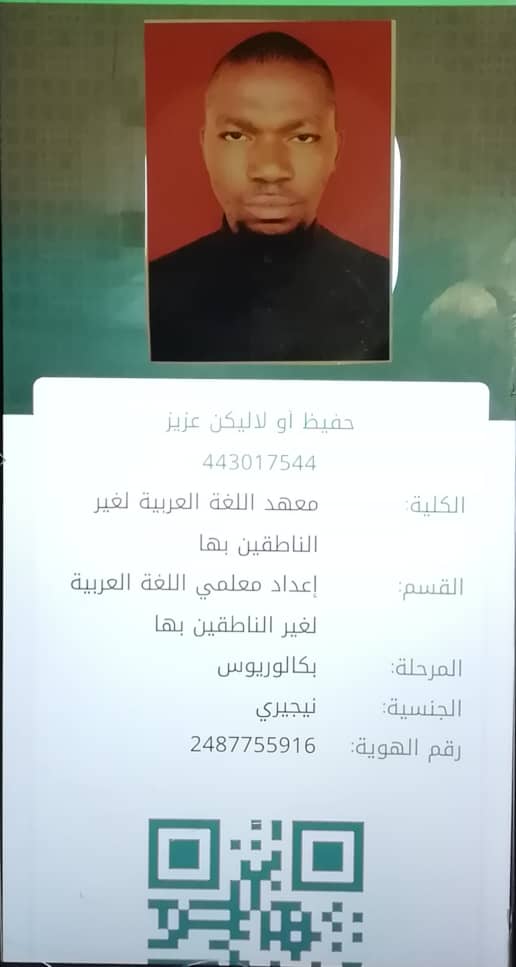 حفيظ أو لاليكن عزيز
443017544
الكلية: معهد اللغة العربية لغير
الناطقين بها
القسم: إعداد معلمي اللغة العربية
لغير الناطقين بها
المرحلة: بكالوريوس
الجنسية: نيجيري
رقم الهوية: 2487755916